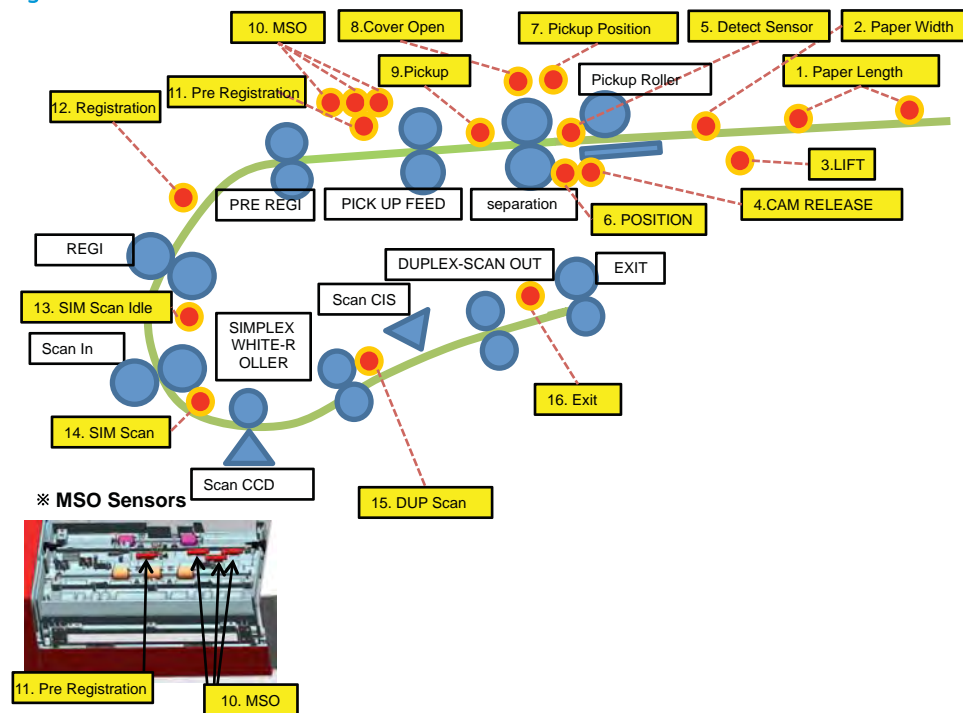 10. MSO
8.Cover Open
7. Pickup Position
5. Detect Sensor
2. Paper Width
9.Pickup
Pickup Roller
1. Paper Length
11. Pre Registration
12. Registration
3.LIFT
PRE REGI
PICK UP FEED
separation
4.CAM RELEASE
6. POSITION
REGI
DUPLEX-SCAN OUT
EXIT
Scan CIS
13. SIM Scan Idle
SIMPLEX
WHITE-R
OLLER
Scan In
16. Exit
14. SIM Scan
Scan CCD
15. DUP Scan
※ MSO Sensors
11. Pre Registration
10. MSO